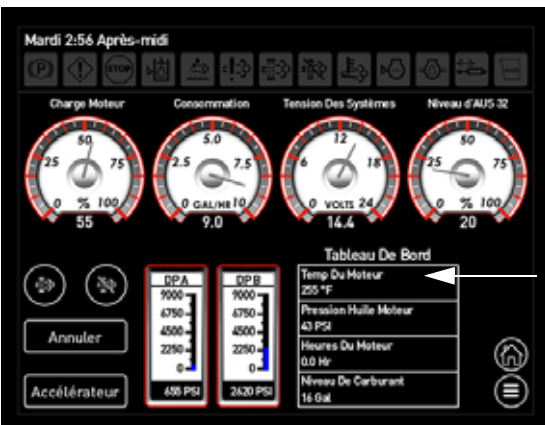 Mardi 2:56 Après-midi
(P) STOP
Charge Moteur Consommation Tension Des Systèmes Niveau d'AUS 32
0 25 50 75 100 %
0 2.5 5.0 7.5 10 GAL/HR
0 6 12 18 24 VOLTS
0 25 50 75 100 %
55 9.0 14.4 20
Tableau De Bord
Temp Du Moteur
255 °F
Pression Huile Moteur
43 PSI
Heures Du Moteur
0.0 Hr
Niveau De Carburant
16 Gal
DPA DPB
9000 9000
6750 6750
4500 4500
2250 2250
0 0
655 PSI 2620 PSI
Annuler
Accélérateur